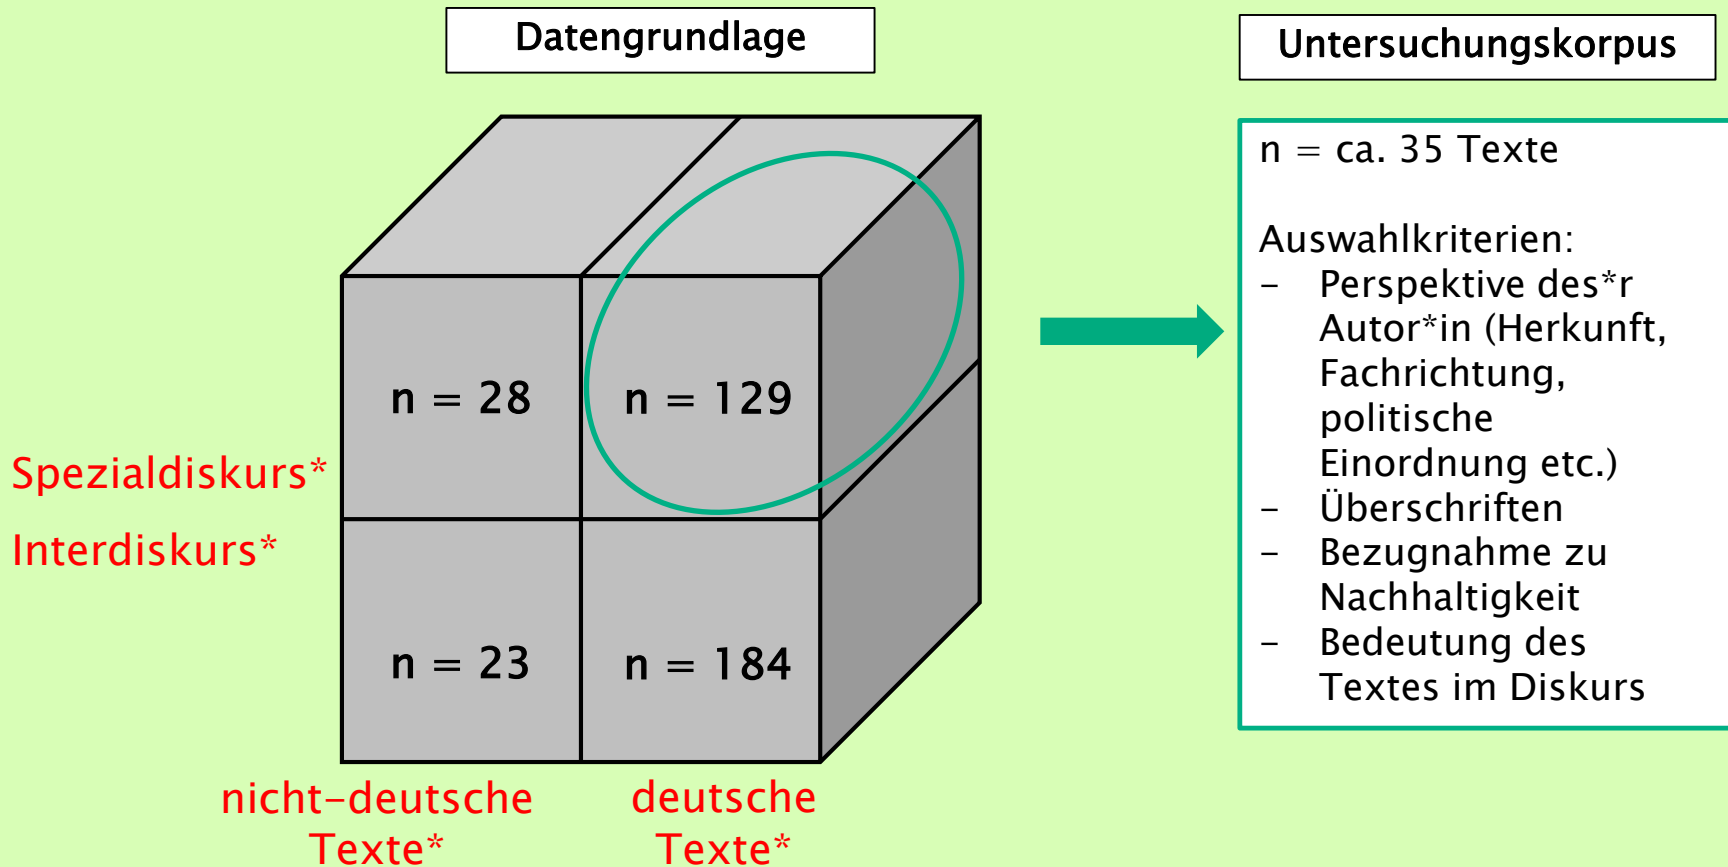 Datengrundlage
Untersuchungskorpus
n = 28
n = 129
Spezialdiskurs*
Interdiskurs*
n = 23
n = 184
nicht-deutsche
Texte*
deutsche
Texte*
n = ca. 35 Texte
Auswahlkriterien:
- Perspektive des*r
Autor*in (Herkunft,
Fachrichtung,
politische
Einordnung etc.)
- Überschriften
- Bezugnahme zu
Nachhaltigkeit
- Bedeutung des
Textes im Diskurs